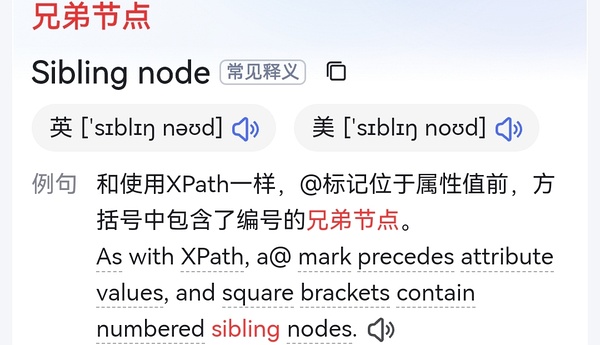 兄弟节点
Sibling node 常见释义
英 ['sɪblɪŋ nəʊd] 美 ['sɪblɪŋ noʊd]
例句 和使用XPath一样，@标记位于属性值前，方
括号中包含了编号的兄弟节点。
As with XPath, a@ mark precedes attribute
values, and square brackets contain
numbered sibling nodes.